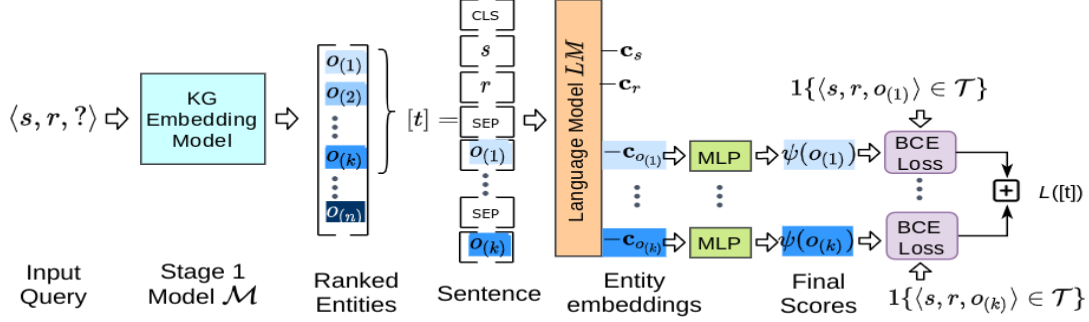 ⟨s, r, ?⟩
KG
Embedding
Model
o(1)
o(2)
o(k)
o(n)
[t] =
CLS
s
r
SEP
o(1)
SEP
o(k)
Language Model LM
c_s
c_r
c_o(1)
c_o(k)
MLP
MLP
ψ(o(1))
ψ(o(k))
1{⟨s, r, o(1)⟩ ∈ 𝒯}
BCE
Loss
BCE
Loss
1{⟨s, r, o(k)⟩ ∈ 𝒯}
+
L([t])
Input
Query
Stage 1
Model ℳ
Ranked
Entities
Sentence
Entity
embeddings
Final
Scores